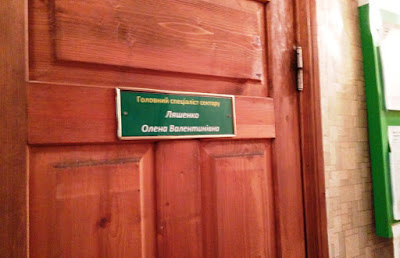 Головний спеціаліст сектору
Ляшенко
Олена Валентинівна